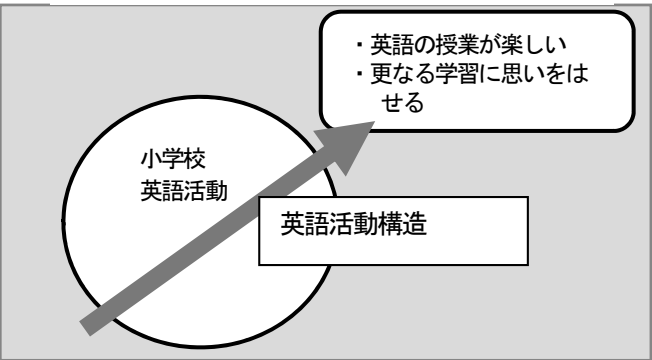 ・英語の授業が楽しい
・更なる学習に思いをは
せる
小学校
英語活動
英語活動構造